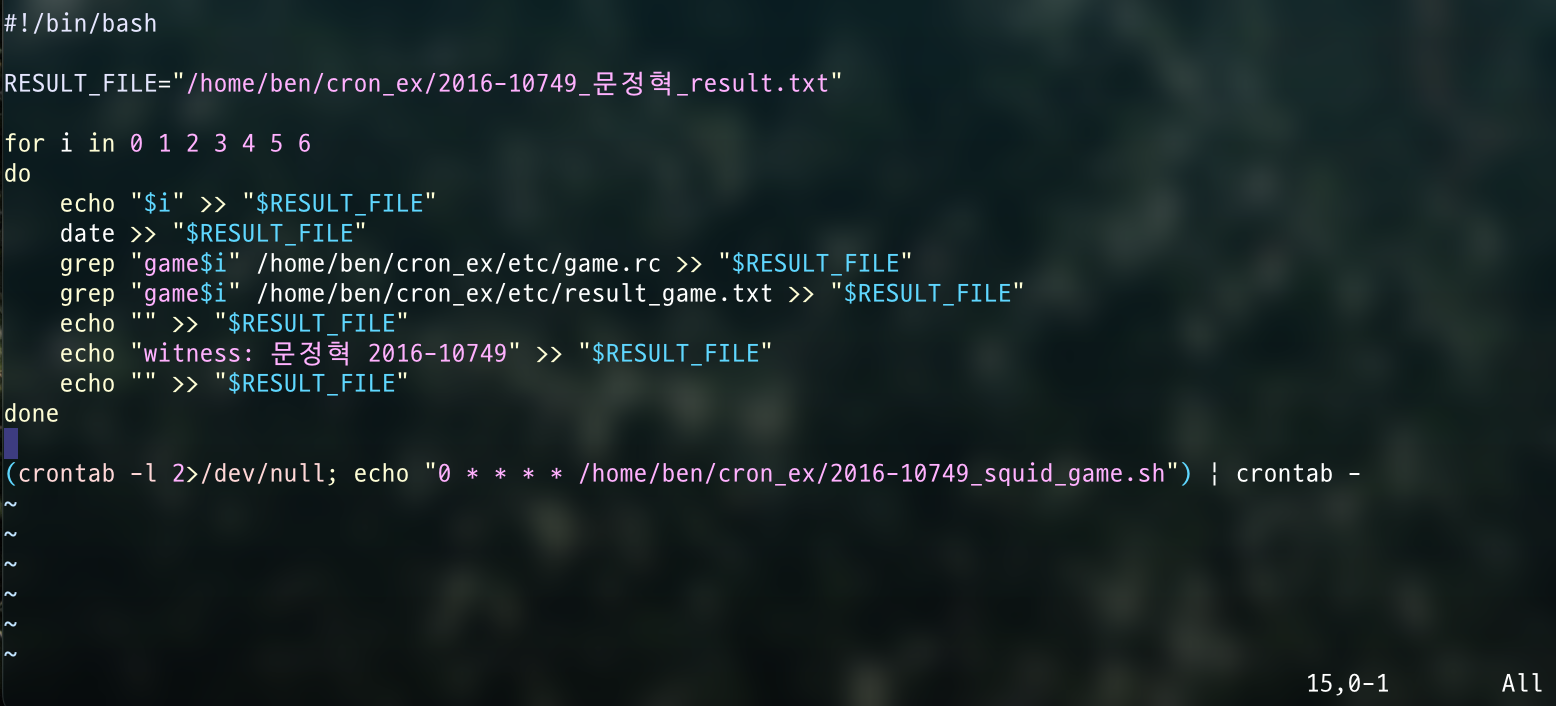 #!/bin/bash
RESULT_FILE="/home/ben/cron_ex/2016-10749_문정혁_result.txt"
for i in 0 1 2 3 4 5 6
do
    echo "$i" >> "$RESULT_FILE"
    date >> "$RESULT_FILE"
    grep "game$i" /home/ben/cron_ex/etc/game.rc >> "$RESULT_FILE"
    grep "game$i" /home/ben/cron_ex/etc/result_game.txt >> "$RESULT_FILE"
    echo "" >> "$RESULT_FILE"
    echo "witness: 문정혁 2016-10749" >> "$RESULT_FILE"
    echo "" >> "$RESULT_FILE"
done
(crontab -l 2>/dev/null; echo "0 * * * * /home/ben/cron_ex/2016-10749_squid_game.sh") | crontab -
~
~
~
~
~
~
15,0-1 All